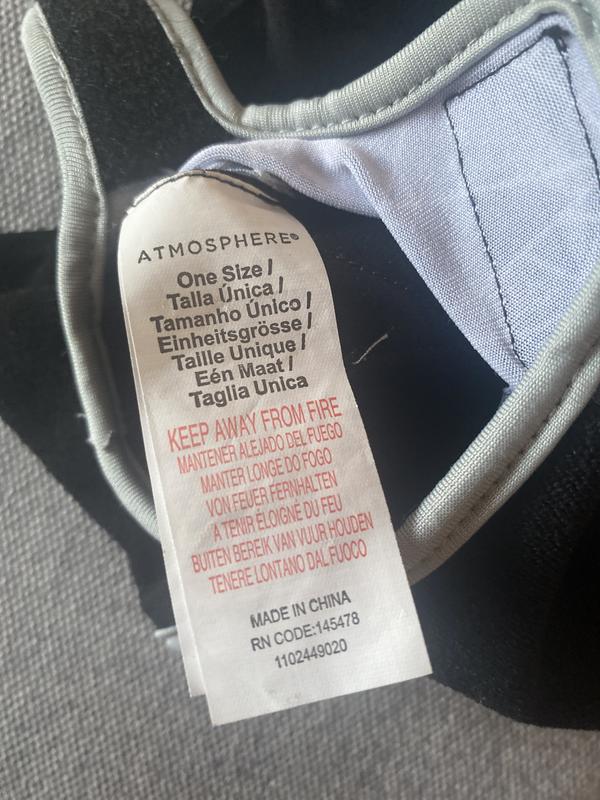 ATMOSPHERE®
One Size /
Talla Única /
Tamanho Único /
Einheitsgrösse /
Taille Unique /
Eén Maat /
Taglia Unica
KEEP AWAY FROM FIRE
MANTENER ALEJADO DEL FUEGO
MANTER LONGE DO FOGO
VON FEUER FERNHALTEN
À TENIR ÉLOIGNÉ DU FEU
BUITEN BEREIK VAN VUUR HOUDEN
TENERE LONTANO DAL FUOCO
MADE IN CHINA
RN CODE:145478
1102449020